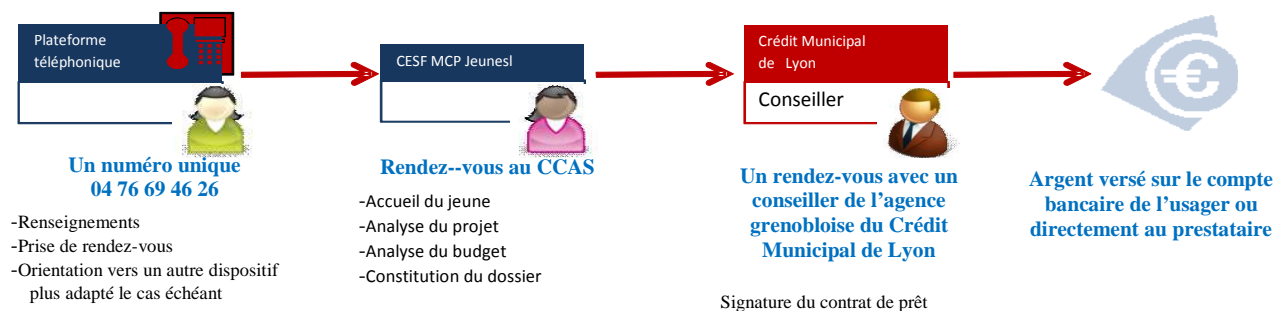 Plateforme
téléphonique
Un numéro unique
04 76 69 46 26
-Renseignements
-Prise de rendez-vous
-Orientation vers un autre dispositif
plus adapté le cas échéant
CESF MCP Jeunesl
Rendez--vous au CCAS
-Accueil du jeune
-Analyse du projet
-Analyse du budget
-Constitution du dossier
Crédit Municipal
de Lyon
Conseiller
Un rendez-vous avec un
conseiller de l'agence
grenobloise du Crédit
Municipal de Lyon
Signature du contrat de prêt
€
Argent versé sur le compte
bancaire de l'usager ou
directement au prestataire